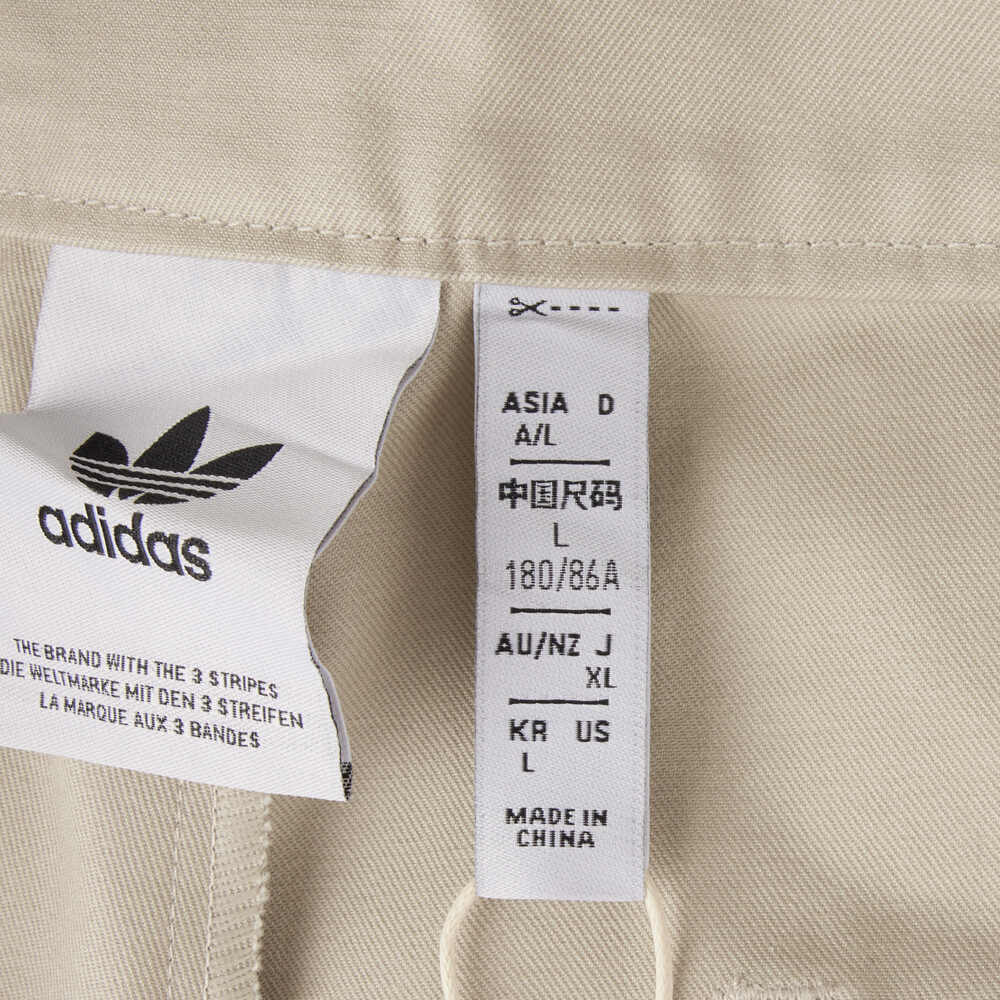 adidas
THE BRAND WITH THE 3 STRIPES
DIE WELTMARKE MIT DEN 3 STREIFEN
LA MARQUE AUX 3 BANDES
ASIA D
A/L
中国尺码
L
180/86A
AU/NZ J
XL
KR US
L
MADE IN
CHINA